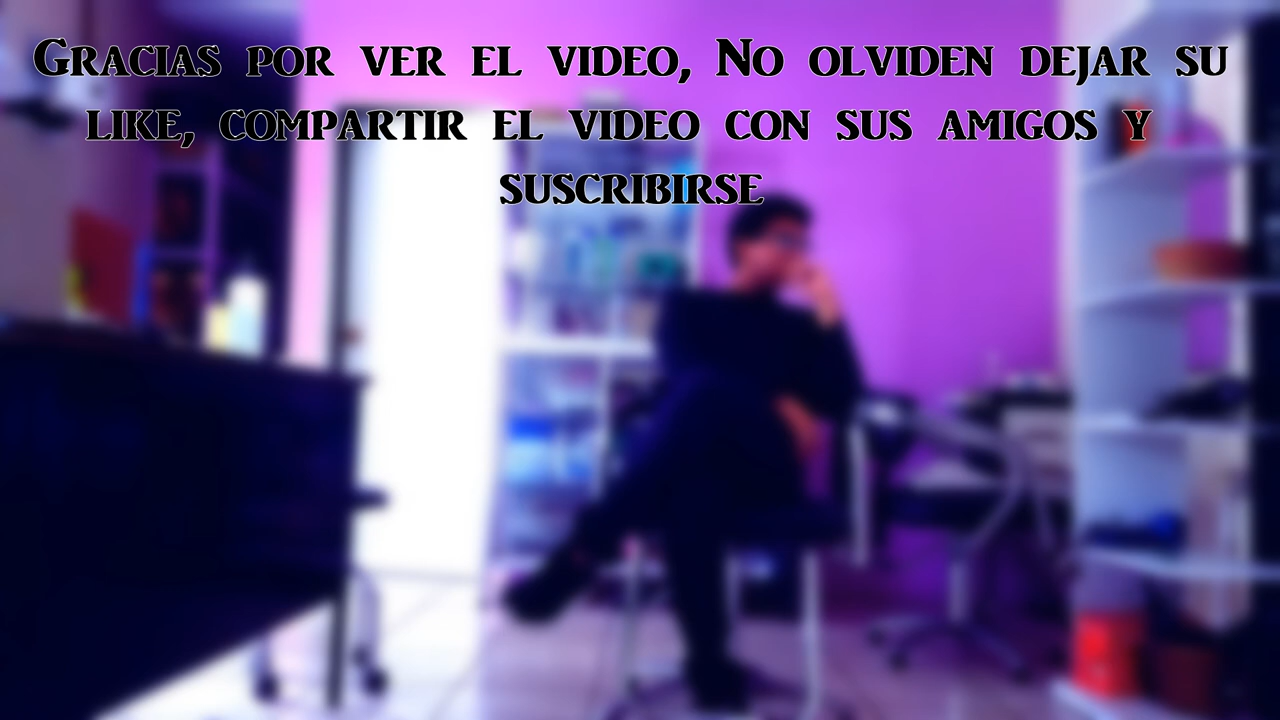 Gracias por ver el video, No olviden dejar su
like, compartir el video con sus amigos y
suscribirse